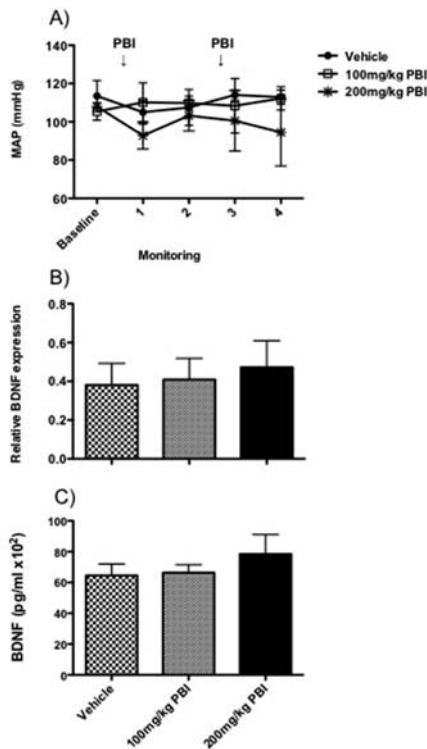 A)
PBI PBI
↓ ↓
Vehicle
100mg/kg PBI
200mg/kg PBI
MAP (mmHg)
140
120
100
80
60
Baseline 1 2 3 4
Monitoring
B)
Relative BDNF expression
0.8
0.6
0.4
0.2
0.0
C)
BDNF (pg/ml x10²)
100
80
60
40
20
0
Vehicle 100mg/kg PBI 200mg/kg PBI